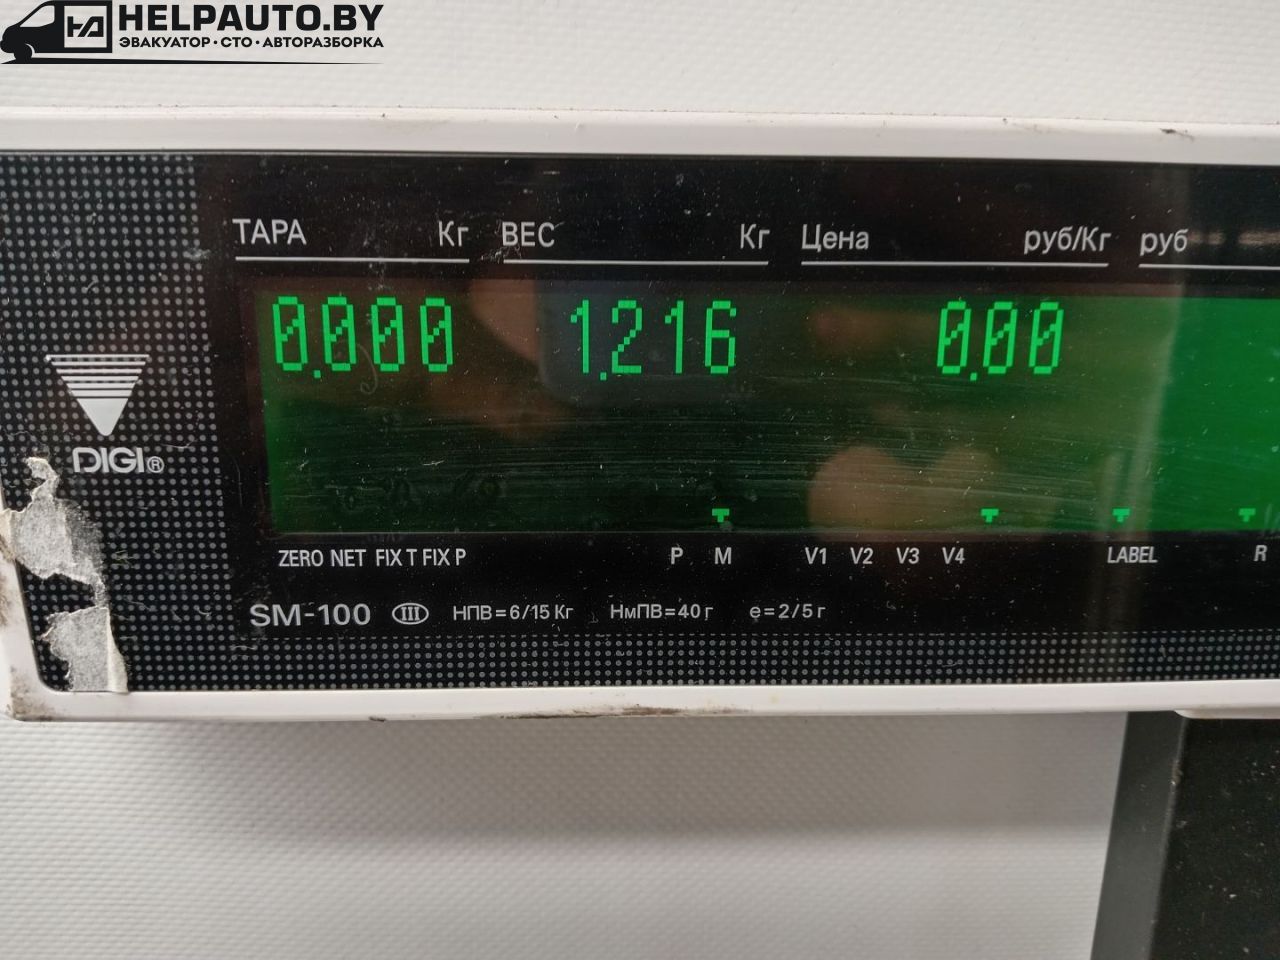 HELPAUTO.BY
ЭВАКУАТОР·СТО·АВТОРАЗБОРКА
ТАРА Кг ВЕС Кг Цена руб/Кг руб
0.000 1.216 0.00
DIGI®
ZERO NET FIX T FIX P P M V1 V2 V3 V4 LABEL R
SM-100 III НПВ=6/15 Кг НмПВ=40 г e=2/5 г